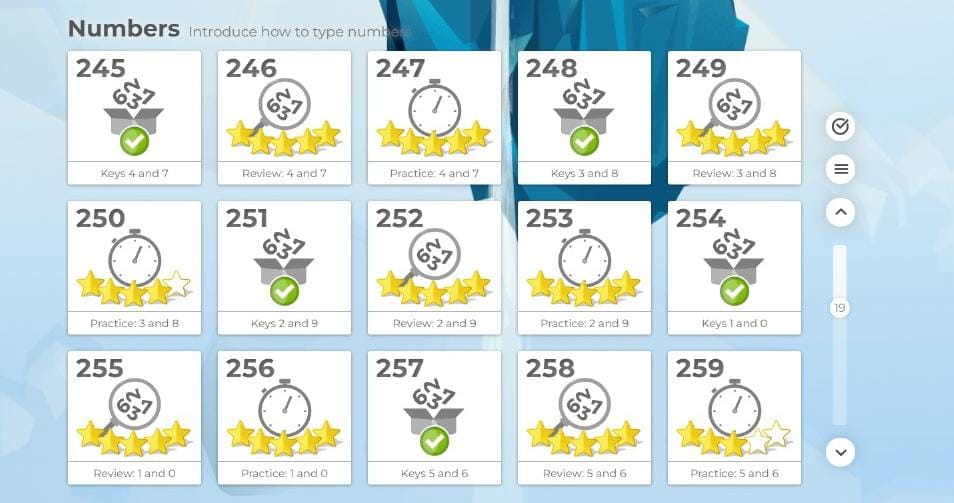 Numbers Introduce how to type numbers
245 246 247 248 249
Keys 4 and 7 Review: 4 and 7 Practice: 4 and 7 Keys 3 and 8 Review: 3 and 8
250 251 252 253 254
Practice: 3 and 8 Keys 2 and 9 Review: 2 and 9 Practice: 2 and 9 Keys 1 and 0
19
255 256 257 258 259
Review: 1 and 0 Practice: 1 and 0 Keys 5 and 6 Review: 5 and 6 Practice: 5 and 6